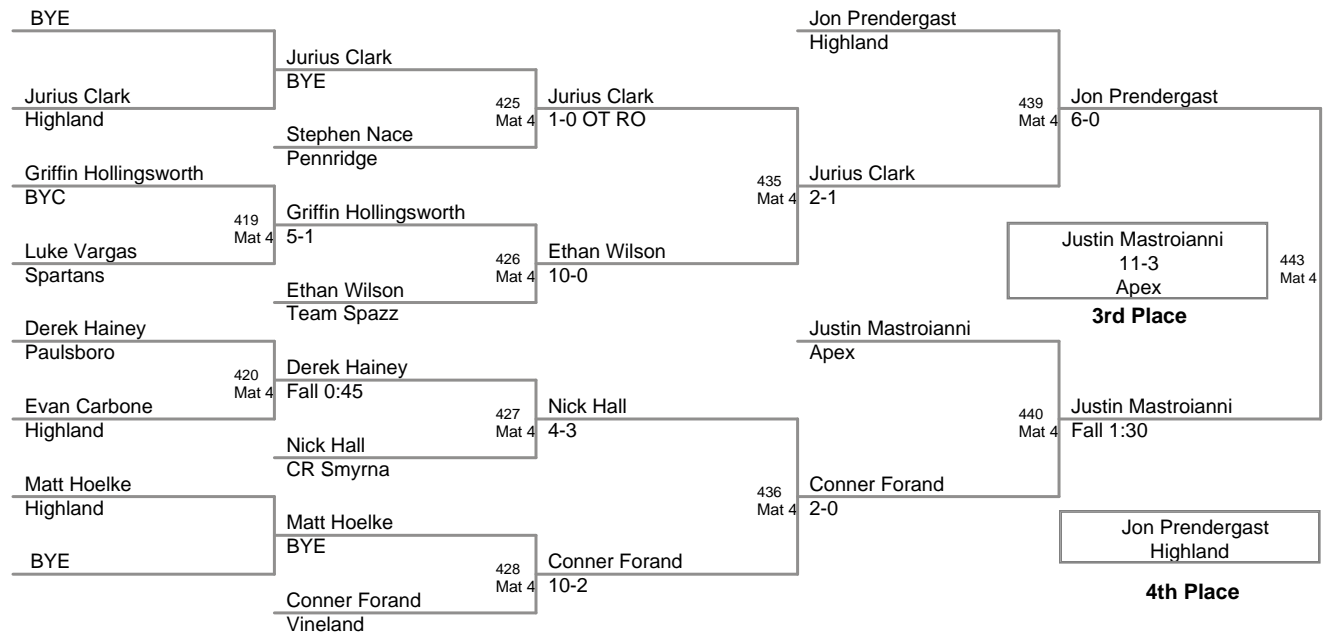 BYE
Jurius Clark
Highland
Griffin Hollingsworth
BYC
Luke Vargas
Spartans
Derek Hainey
Paulsboro
Evan Carbone
Highland
Matt Hoelke
Highland
BYE
Jurius Clark
BYE
Stephen Nace
Pennridge
419
Mat 4
Griffin Hollingsworth
5-1
Ethan Wilson
Team Spazz
420
Mat 4
Derek Hainey
Fall 0:45
Nick Hall
CR Smyrna
Matt Hoelke
BYE
Conner Forand
Vineland
425
Mat 4
Jurius Clark
1-0 OT RO
426
Mat 4
Ethan Wilson
10-0
427
Mat 4
Nick Hall
4-3
428
Mat 4
Conner Forand
10-2
Jon Prendergast
Highland
435
Mat 4
Jurius Clark
2-1
Justin Mastroianni
Apex
436
Mat 4
Conner Forand
2-0
439
Mat 4
Jon Prendergast
6-0
440
Mat 4
Justin Mastroianni
Fall 1:30
443
Mat 4
Justin Mastroianni
11-3
Apex
3rd Place
Jon Prendergast
Highland
4th Place